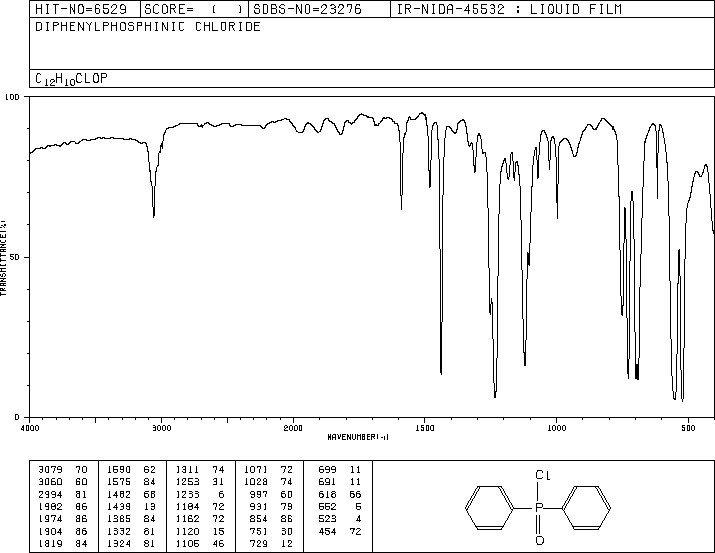 HIT-NO=6529 SCORE= ( ) SDBS-NO=23276 IR-NIDA-45532 : LIQUID FILM
DIPHENYLPHOSPHINIC CHLORIDE
C12H10CLOP
100
50
0
TRANSMITTANCE(%)
4000 3000 2000 1500 1000 500
WAVENUMBER(-1)
3079 70 1590 62 1311 74 1071 72 699 11
3060 60 1575 84 1253 31 1028 74 691 11
2994 81 1482 68 1233 6 997 60 618 66
1982 86 1439 13 1184 72 931 79 552 5
1974 86 1385 84 1162 72 854 86 523 4
1904 86 1332 81 1120 15 751 30 454 72
1819 84 1324 81 1105 46 729 12
Cl
P
O